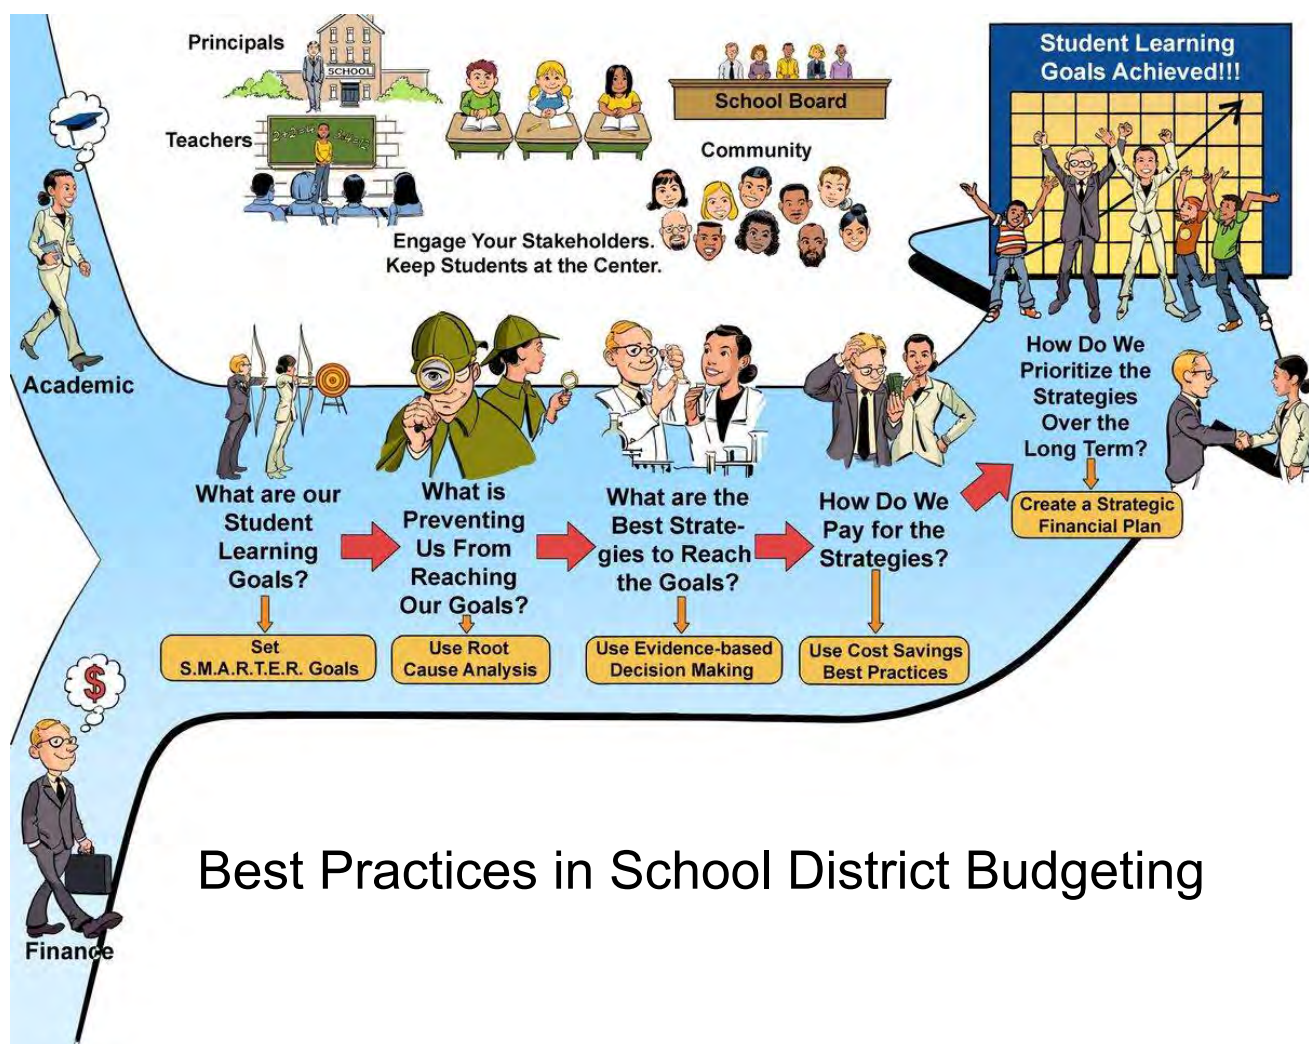 Principals
SCHOOL
Teachers
2+2=4
School Board
Community
Engage Your Stakeholders.
Keep Students at the Center.
Student Learning
Goals Achieved!!!
Academic
What are our
Student
Learning
Goals?
Set
S.M.A.R.T.E.R. Goals
What is
Preventing
Us From
Reaching
Our Goals?
Use Root
Cause Analysis
What are the
Best Strate-
gies to Reach
the Goals?
Use Evidence-based
Decision Making
How Do We
Pay for the
Strategies?
Use Cost Savings
Best Practices
How Do We
Prioritize the
Strategies
Over the
Long Term?
Create a Strategic
Financial Plan
$
Finance
Best Practices in School District Budgeting